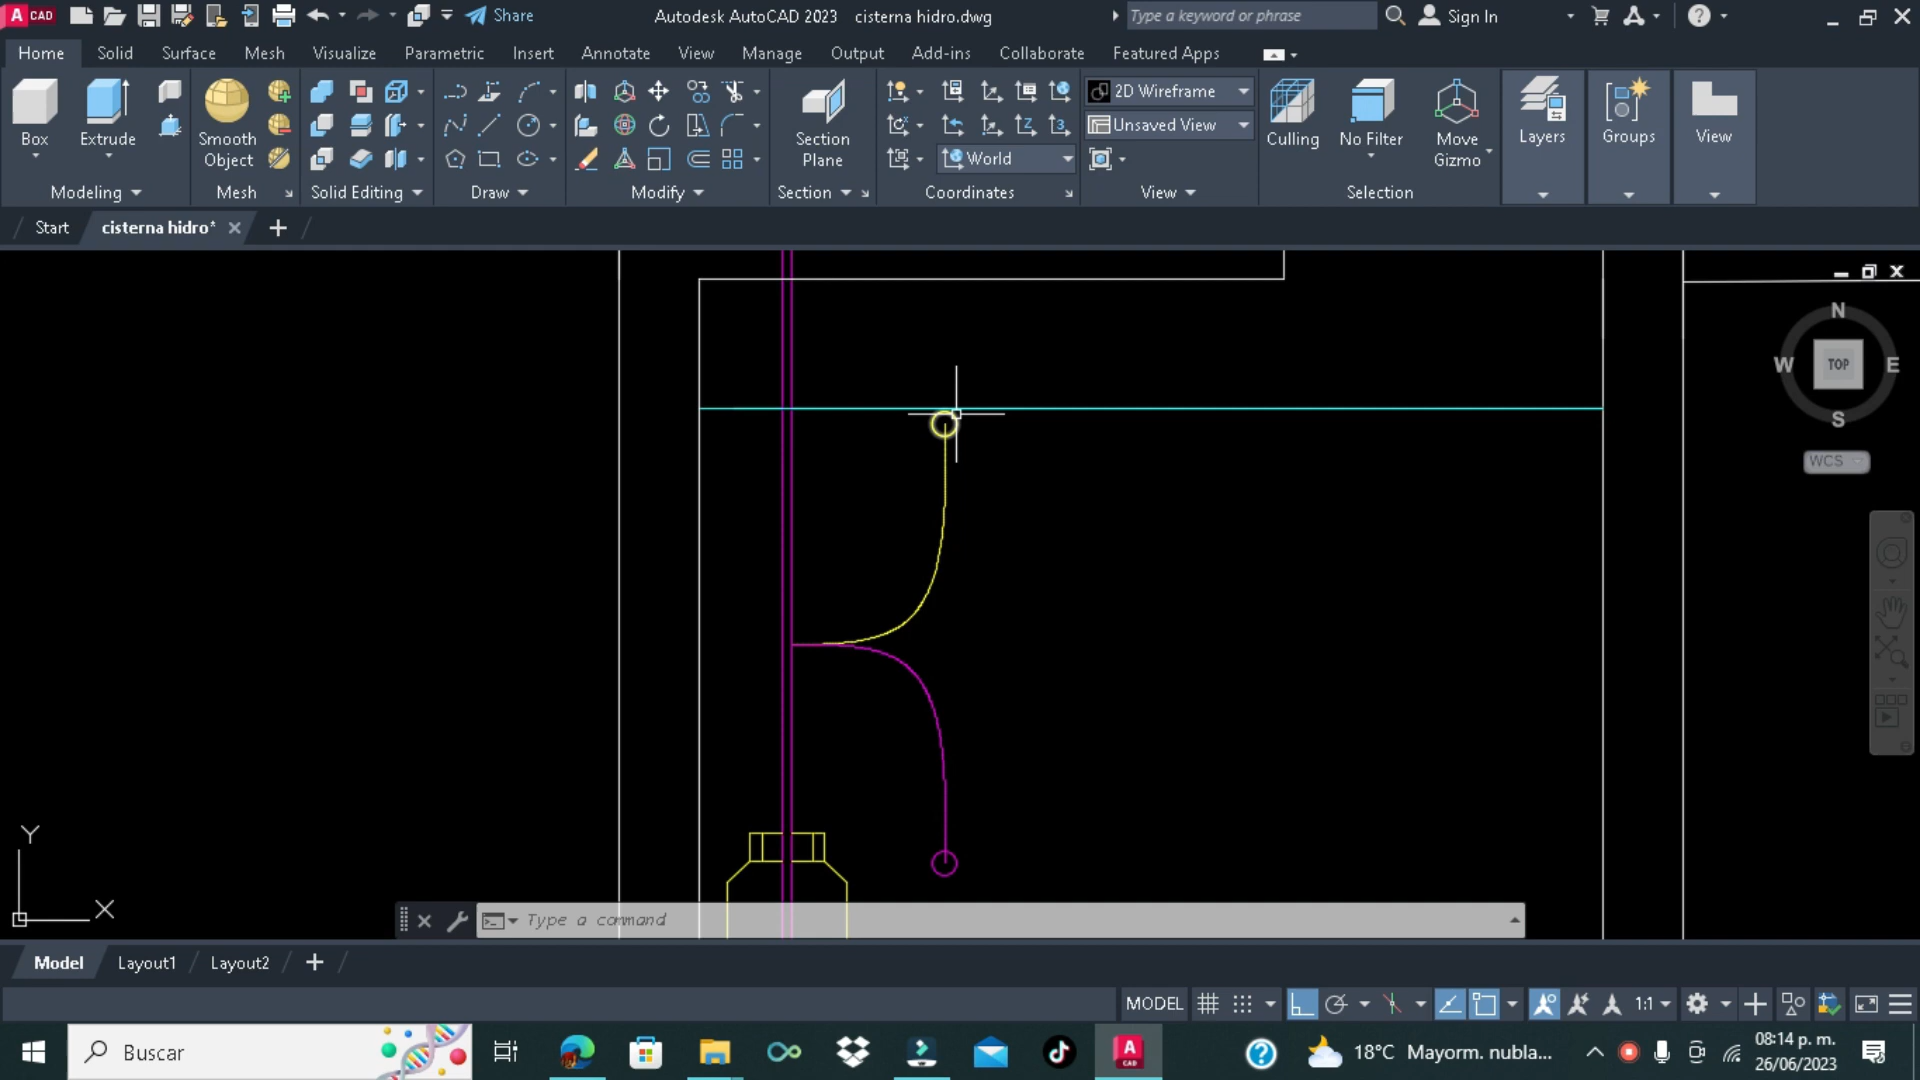 A CAD Share Autodesk AutoCAD 2023 cisterna hidro.dwg Type a keyword or phrase Sign In
Home Solid Surface Mesh Visualize Parametric Insert Annotate View Manage Output Add-ins Collaborate Featured Apps
2D Wireframe
Unsaved View
World
Box Extrude Smooth Object Section Plane Culling No Filter Move Gizmo Layers Groups View
Modeling Mesh Solid Editing Draw Modify Section Coordinates View Selection
Start cisterna hidro*
N
W TOP E
S
WCS
Y
X
Type a command
Model Layout1 Layout2
MODEL 1:1
Buscar
A CAD
18°C Mayorm. nubla...
08:14 p. m.
26/06/2023